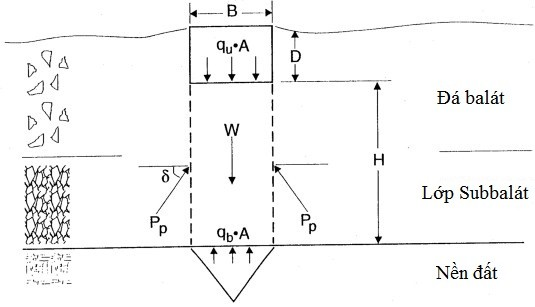 B
qu•A
D
Đá balát
W
H
δ
Lớp Subbalát
Pp
Pp
qb•A
Nền đất